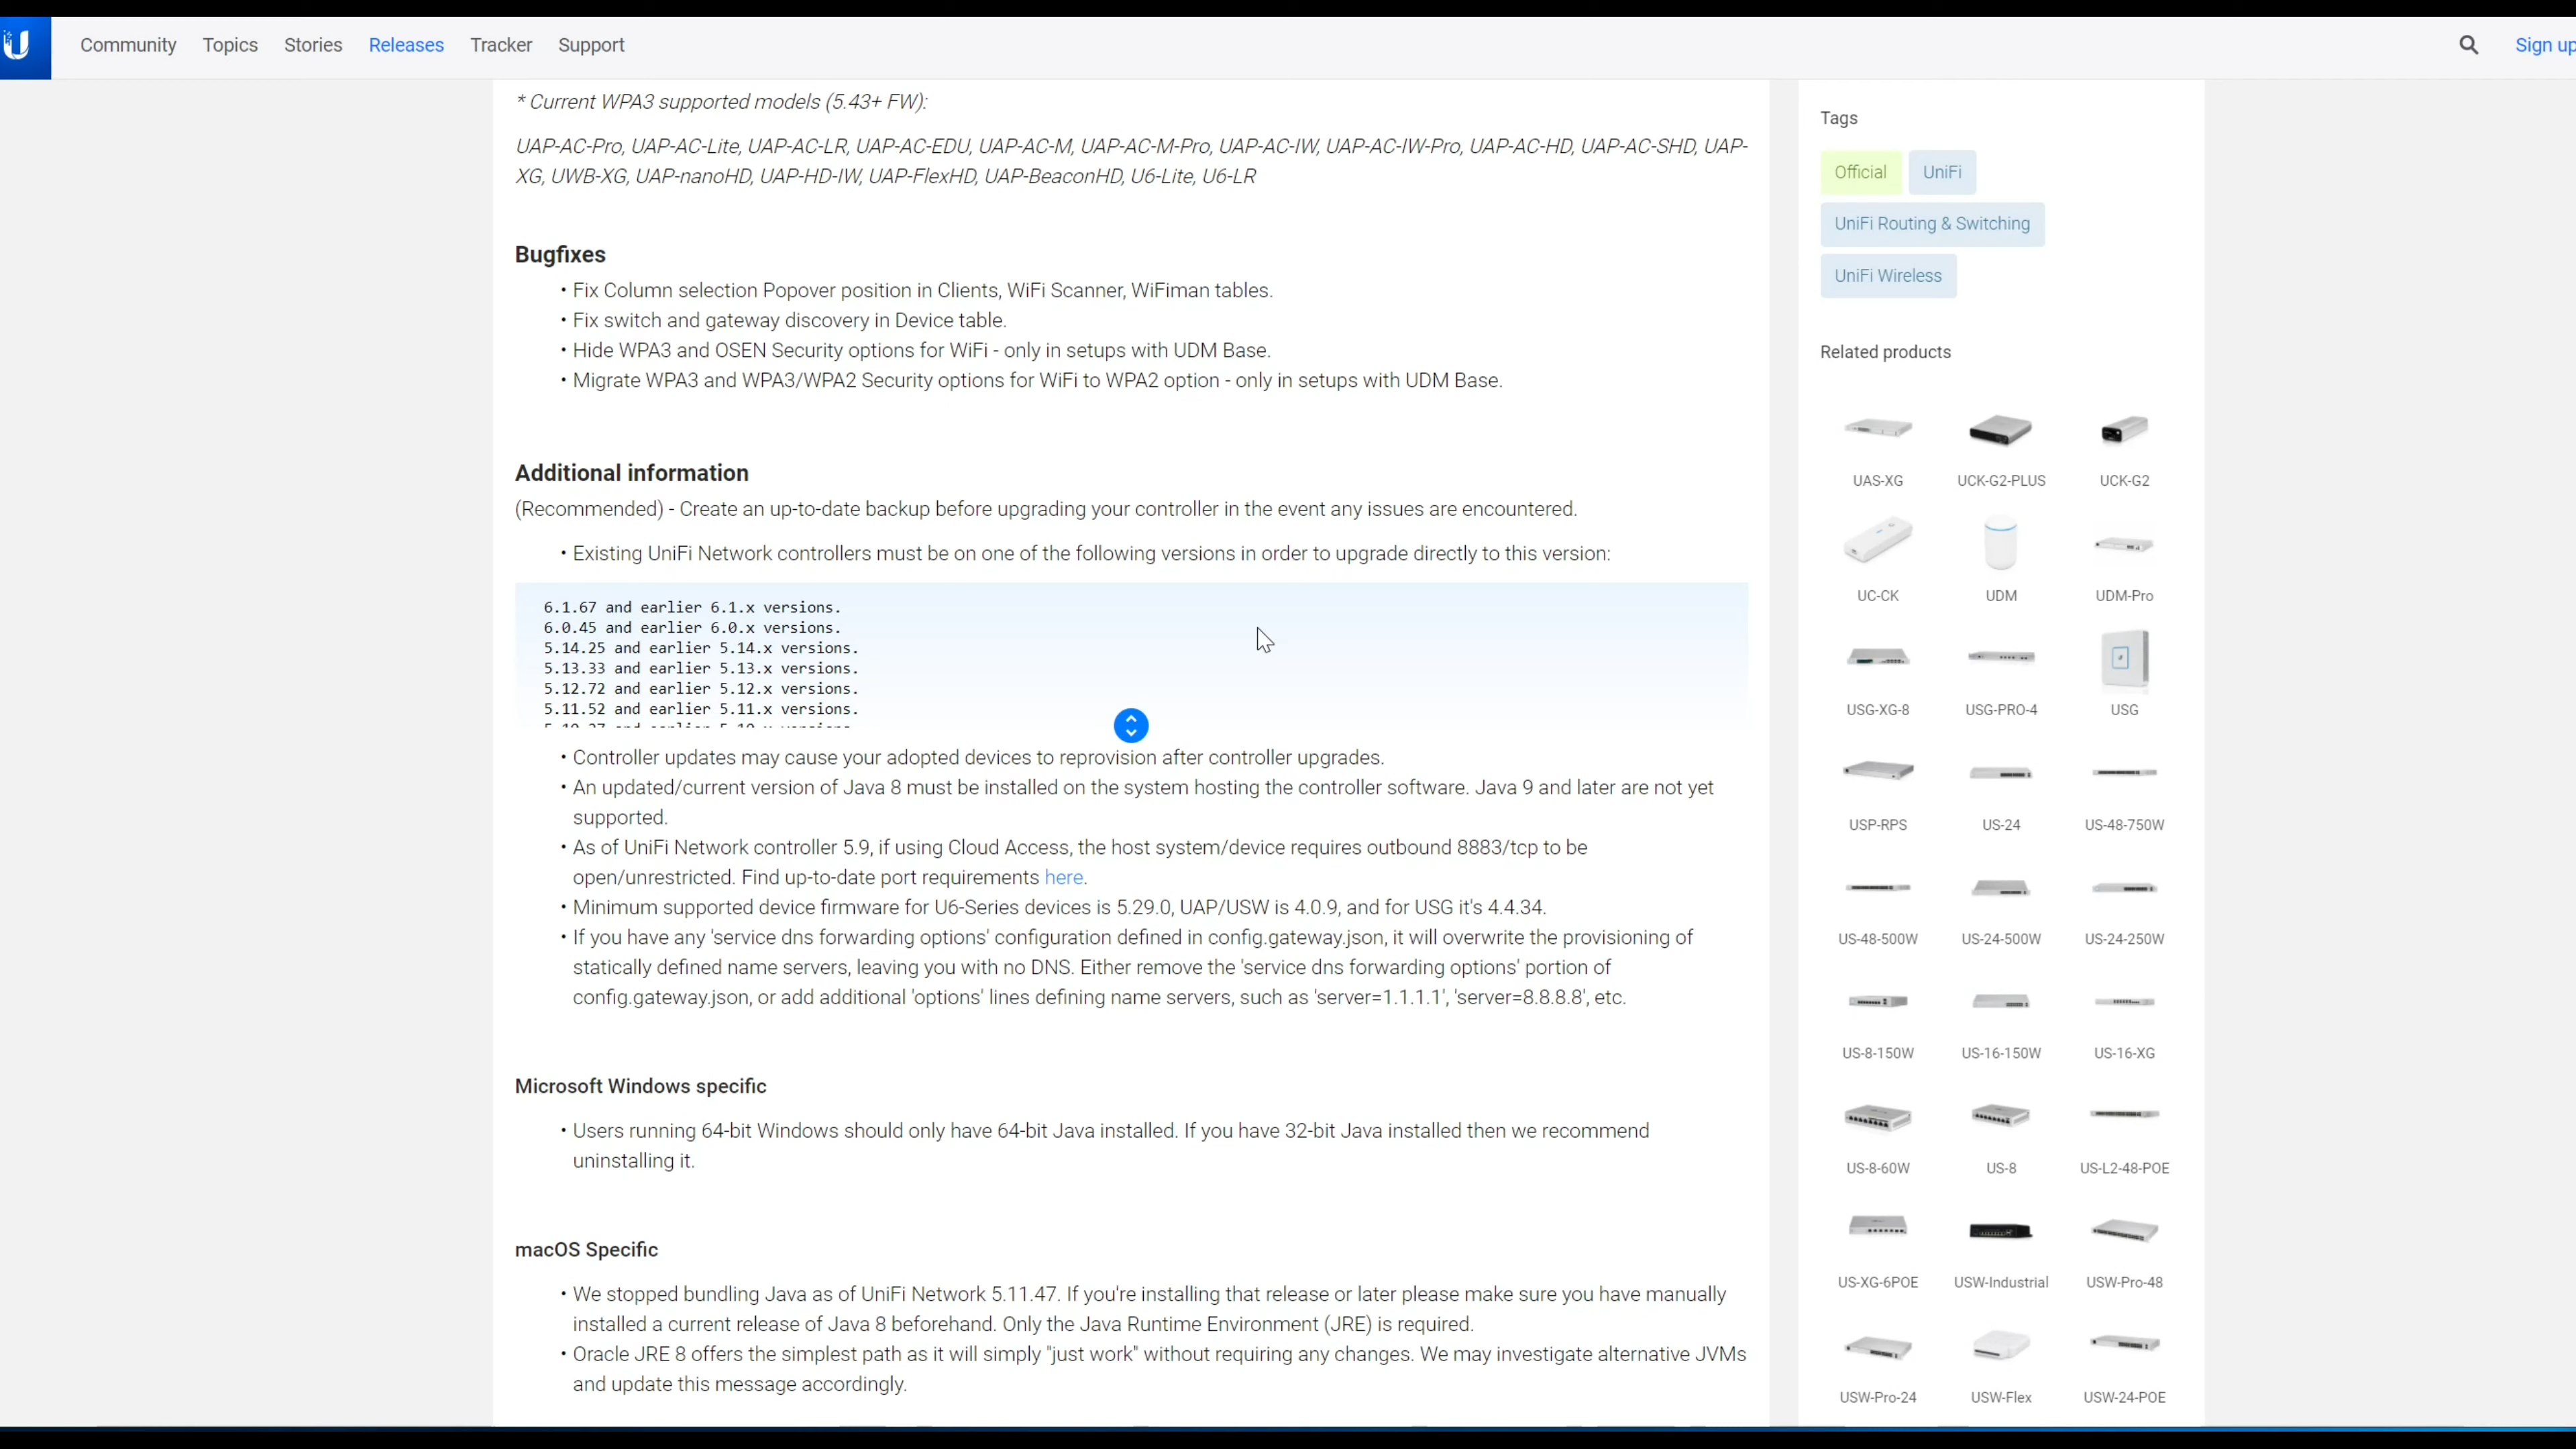 Community Topics Stories Releases Tracker Support
Sign up
* Current WPA3 supported models (5.43+ FW):
UAP-AC-Pro, UAP-AC-Lite, UAP-AC-LR, UAP-AC-EDU, UAP-AC-M, UAP-AC-M-Pro, UAP-AC-IW, UAP-AC-IW-Pro, UAP-AC-HD, UAP-AC-SHD, UAP-
XG, UWB-XG, UAP-nanoHD, UAP-HD-IW, UAP-FlexHD, UAP-BeaconHD, U6-Lite, U6-LR
Bugfixes
• Fix Column selection Popover position in Clients, WiFi Scanner, WiFiman tables.
• Fix switch and gateway discovery in Device table.
• Hide WPA3 and OSEN Security options for WiFi - only in setups with UDM Base.
• Migrate WPA3 and WPA3/WPA2 Security options for WiFi to WPA2 option - only in setups with UDM Base.
Additional information
(Recommended) - Create an up-to-date backup before upgrading your controller in the event any issues are encountered.
• Existing UniFi Network controllers must be on one of the following versions in order to upgrade directly to this version:
6.1.67 and earlier 6.1.x versions.
6.0.45 and earlier 6.0.x versions.
5.14.25 and earlier 5.14.x versions.
5.13.33 and earlier 5.13.x versions.
5.12.72 and earlier 5.12.x versions.
5.11.52 and earlier 5.11.x versions.
• Controller updates may cause your adopted devices to reprovision after controller upgrades.
• An updated/current version of Java 8 must be installed on the system hosting the controller software. Java 9 and later are not yet
supported.
• As of UniFi Network controller 5.9, if using Cloud Access, the host system/device requires outbound 8883/tcp to be
open/unrestricted. Find up-to-date port requirements here.
• Minimum supported device firmware for U6-Series devices is 5.29.0, UAP/USW is 4.0.9, and for USG it's 4.4.34.
• If you have any 'service dns forwarding options' configuration defined in config.gateway.json, it will overwrite the provisioning of
statically defined name servers, leaving you with no DNS. Either remove the 'service dns forwarding options' portion of
config.gateway.json, or add additional 'options' lines defining name servers, such as 'server=1.1.1.1', 'server=8.8.8.8', etc.
Microsoft Windows specific
• Users running 64-bit Windows should only have 64-bit Java installed. If you have 32-bit Java installed then we recommend
uninstalling it.
macOS Specific
• We stopped bundling Java as of UniFi Network 5.11.47. If you're installing that release or later please make sure you have manually
installed a current release of Java 8 beforehand. Only the Java Runtime Environment (JRE) is required.
• Oracle JRE 8 offers the simplest path as it will simply "just work" without requiring any changes. We may investigate alternative JVMs
and update this message accordingly.
Tags
Official UniFi
UniFi Routing & Switching
UniFi Wireless
Related products
UAS-XG UCK-G2-PLUS UCK-G2
UC-CK UDM UDM-Pro
USG-XG-8 USG-PRO-4 USG
USP-RPS US-24 US-48-750W
US-48-500W US-24-500W US-24-250W
US-8-150W US-16-150W US-16-XG
US-8-60W US-8 US-L2-48-POE
US-XG-6POE USW-Industrial USW-Pro-48
USW-Pro-24 USW-Flex USW-24-POE